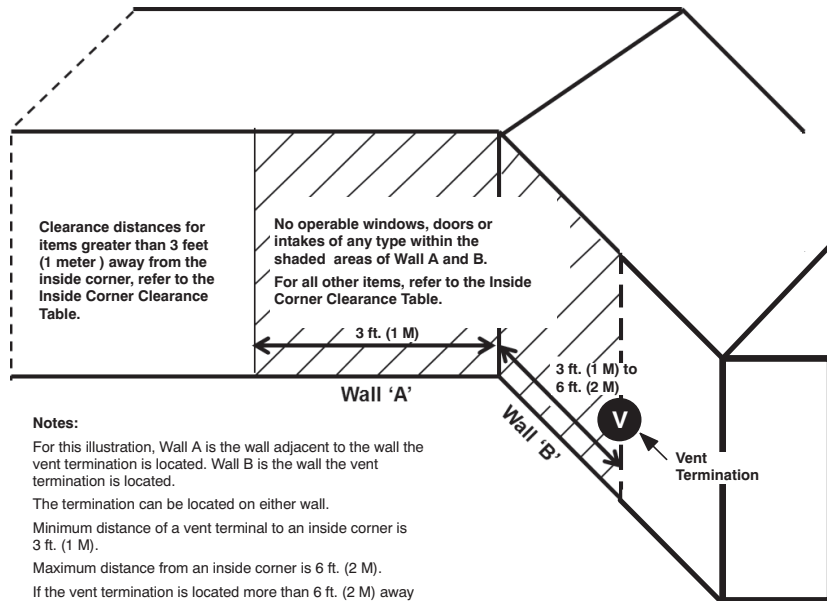 Clearance distances for
items greater than 3 feet
(1 meter ) away from the
inside corner, refer to the
Inside Corner Clearance
Table.
No operable windows, doors or
intakes of any type within the
shaded areas of Wall A and B.
For all other items, refer to the Inside
Corner Clearance Table.
3 ft. (1 M)
Wall ‘A’
3 ft. (1 M) to
6 ft. (2 M)
Wall ‘B’
V
Vent
Termination
Notes:
For this illustration, Wall A is the wall adjacent to the wall the
vent termination is located. Wall B is the wall the vent
termination is located.
The termination can be located on either wall.
Minimum distance of a vent terminal to an inside corner is
3 ft. (1 M).
Maximum distance from an inside corner is 6 ft. (2 M).
If the vent termination is located more than 6 ft. (2 M) away